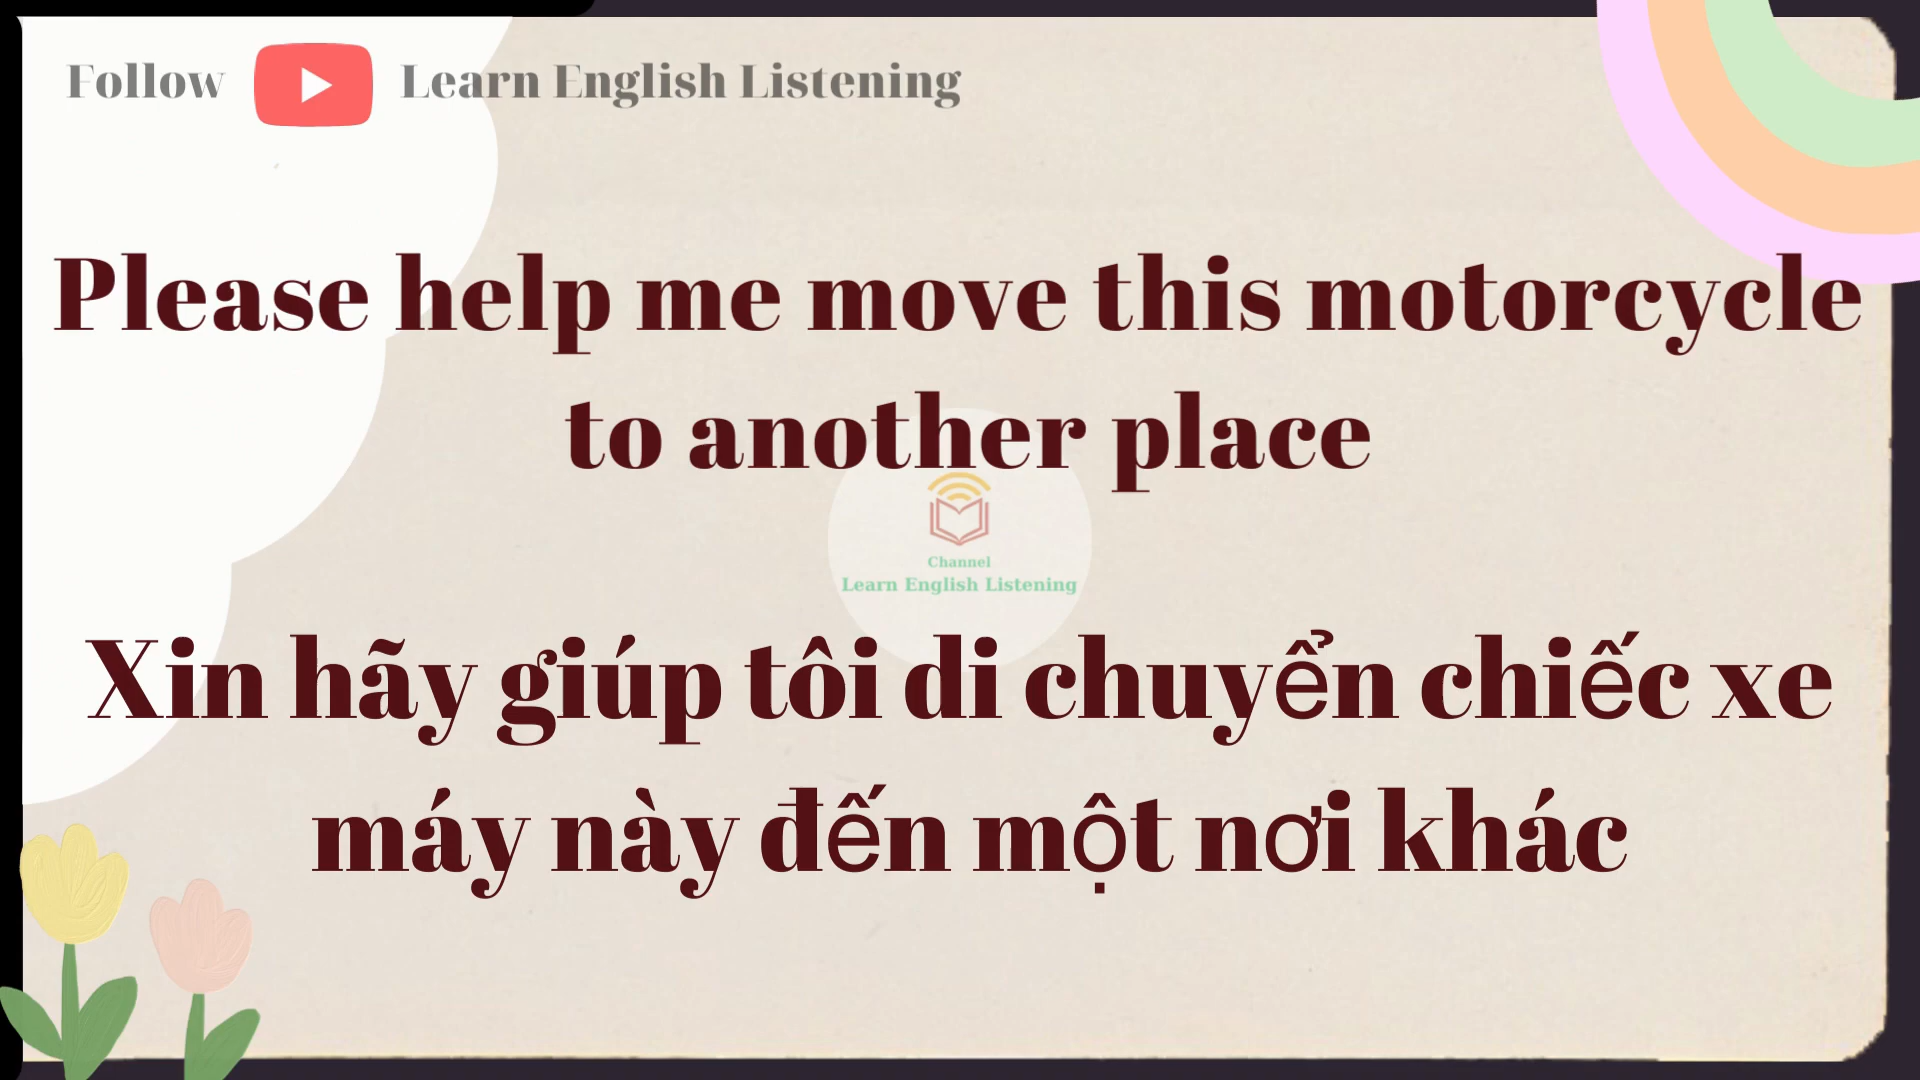 Follow Learn English Listening
Please help me move this motorcycle
to another place
Channel
Learn English Listening
Xin hãy giúp tôi di chuyển chiếc xe
máy này đến một nơi khác